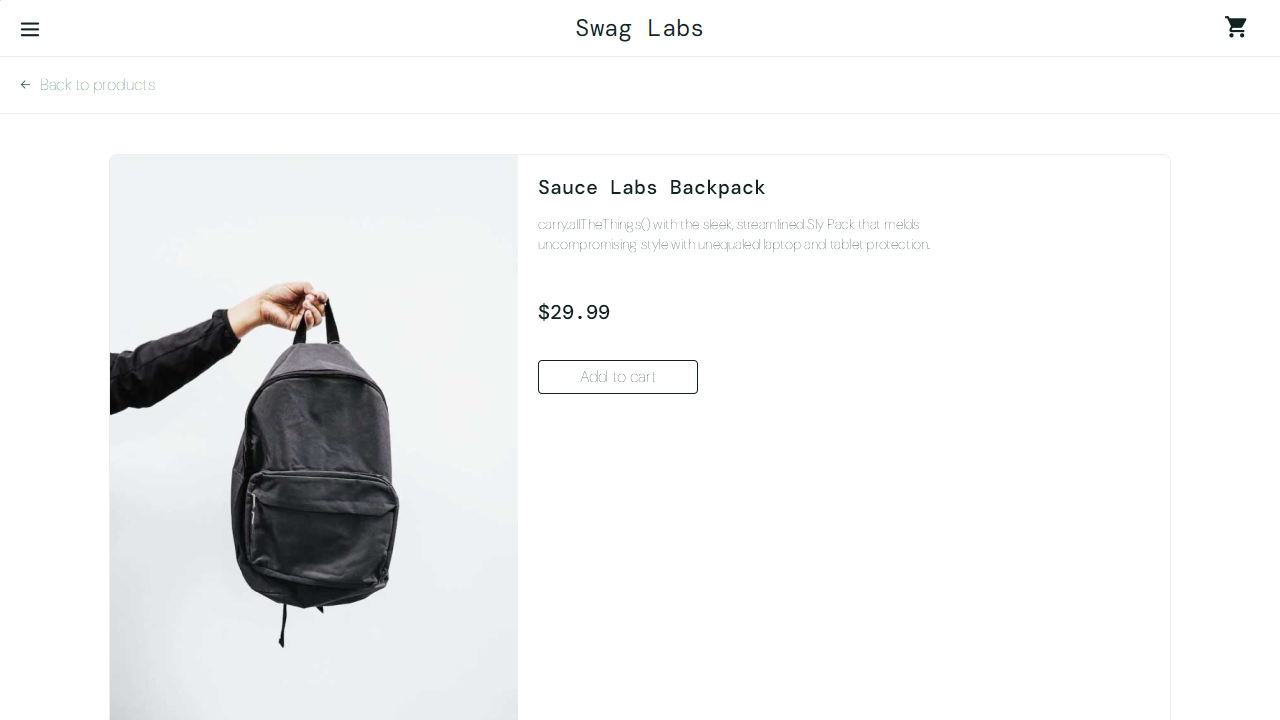 Swag Labs
Back to products
Sauce Labs Backpack
carry.allTheThings() with the sleek, streamlined Sly Pack that melds
uncompromising style with unequaled laptop and tablet protection.
$29.99
Add to cart